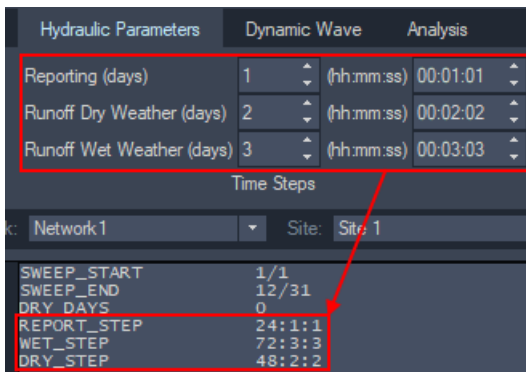 Hydraulic Parameters Dynamic Wave Analysis
Reporting (days) 1 (hh:mm:ss) 00:01:01
Runoff Dry Weather (days) 2 (hh:mm:ss) 00:02:02
Runoff Wet Weather (days) 3 (hh:mm:ss) 00:03:03
Time Steps
k: Network1 Site: Site 1
SWEEP_START 1/1
SWEEP_END 12/31
DRY_DAYS 0
REPORT_STEP 24:1:1
WET_STEP 72:3:3
DRY_STEP 48:2:2